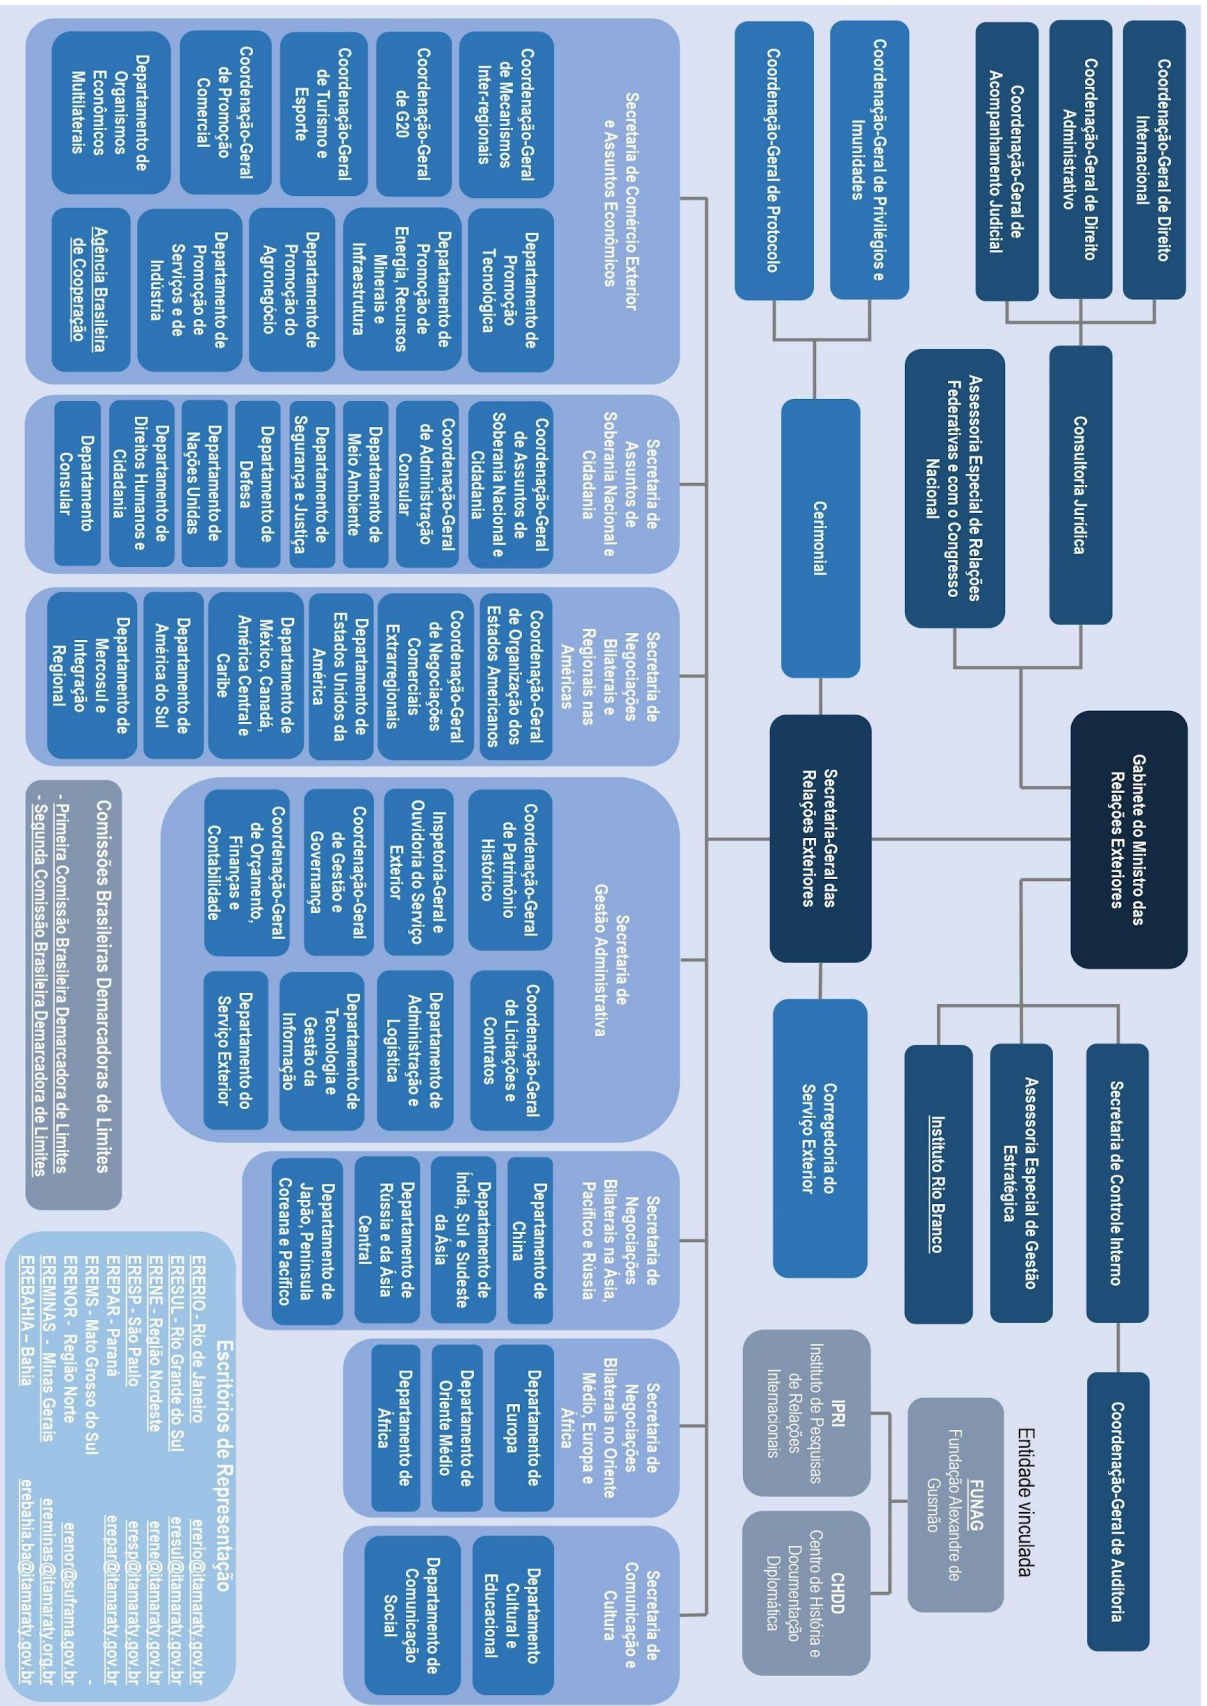 Gabinete do Ministro das
Relações Exteriores
Coordenação-Geral de Direito
Internacional
Coordenação-Geral de Direito
Administrativo
Coordenação-Geral de
Acompanhamento Judicial
Consultoria Jurídica
Assessoria Especial de Relações
Federativas e com o Congresso
Nacional
Secretaria de Controle Interno
Coordenação-Geral de Auditoria
Assessoria Especial de Gestão
Estratégica
Instituto Rio Branco
Entidade vinculada
FUNAG
Fundação Alexandre de
Gusmão
IPRI
Instituto de Pesquisas
de Relações
Internacionais
CHDD
Centro de História e
Documentação
Diplomática
Coordenação-Geral de Privilégios e
Imunidades
Coordenação-Geral de Protocolo
Cerimonial
Secretaria-Geral das
Relações Exteriores
Corregedoria do
Serviço Exterior
Secretaria de Comércio Exterior
e Assuntos Econômicos
Coordenação-Geral
de Mecanismos
Inter-regionais
Coordenação-Geral
de G20
Coordenação-Geral
de Turismo e
Esporte
Coordenação-Geral
de Promoção
Comercial
Departamento de
Organismos
Econômicos
Multilaterais
Departamento de
Promoção
Tecnológica
Departamento de
Promoção de
Energia, Recursos
Minerais e
Infraestrutura
Departamento de
Promoção do
Agronegócio
Departamento de
Promoção de
Serviços e de
Indústria
Agência Brasileira
de Cooperação
Secretaria de
Assuntos de
Soberania Nacional e
Cidadania
Coordenação-Geral
de Assuntos de
Soberania Nacional e
Cidadania
Coordenação-Geral
de Administração
Consular
Departamento de
Meio Ambiente
Departamento de
Segurança e Justiça
Departamento de
Defesa
Departamento de
Nações Unidas
Departamento de
Direitos Humanos e
Cidadania
Departamento
Consular
Secretaria de
Negociações
Bilaterais e
Regionais nas
Américas
Coordenação-Geral
de Organização dos
Estados Americanos
Coordenação-Geral
de Negociações
Comerciais
Extrarregionais
Departamento de
Estados Unidos da
América
Departamento de
México, Canadá,
América Central e
Caribe
Departamento de
América do Sul
Departamento de
Mercosul e
Integração
Regional
Secretaria de
Gestão Administrativa
Coordenação-Geral
de Patrimônio
Histórico
Inspetoria-Geral e
Ouvidoria do Serviço
Exterior
Coordenação-Geral
de Gestão e
Governança
Coordenação-Geral
de Orçamento,
Finanças e
Contabilidade
Coordenação-Geral
de Licitações e
Contratos
Departamento de
Administração e
Logística
Departamento de
Tecnologia e
Gestão da
Informação
Departamento do
Serviço Exterior
Secretaria de
Negociações
Bilaterais na Ásia,
Pacífico e Rússia
Departamento de
China
Departamento de
Índia, Sul e Sudeste
da Ásia
Departamento de
Rússia e da Ásia
Central
Departamento de
Japão, Península
Coreana e Pacífico
Secretaria de
Negociações
Bilaterais no Oriente
Médio, Europa e
África
Departamento de
Europa
Departamento de
Oriente Médio
Departamento de
África
Secretaria de
Comunicação e
Cultura
Departamento
Cultural e
Educacional
Departamento de
Comunicação
Social
Comissões Brasileiras Demarcadoras de Limites
- Primeira Comissão Brasileira Demarcadora de Limites
- Segunda Comissão Brasileira Demarcadora de Limites
Escritórios de Representação
ERERIO - Rio de Janeiro ererio@itamaraty.gov.br
ERESUL - Rio Grande do Sul eresul@itamaraty.gov.br
ERENE - Região Nordeste erene@itamaraty.gov.br
ERESP - São Paulo eresp@itamaraty.gov.br
EREPAR - Paraná erepar@itamaraty.gov.br
EREMS - Mato Grosso do Sul -
ERENOR - Região Norte erenor@suframa.gov.br
EREMINAS - Minas Gerais ereminas@itamaraty.org.br
EREBAHIA – Bahia erebahia.ba@itamaraty.gov.br